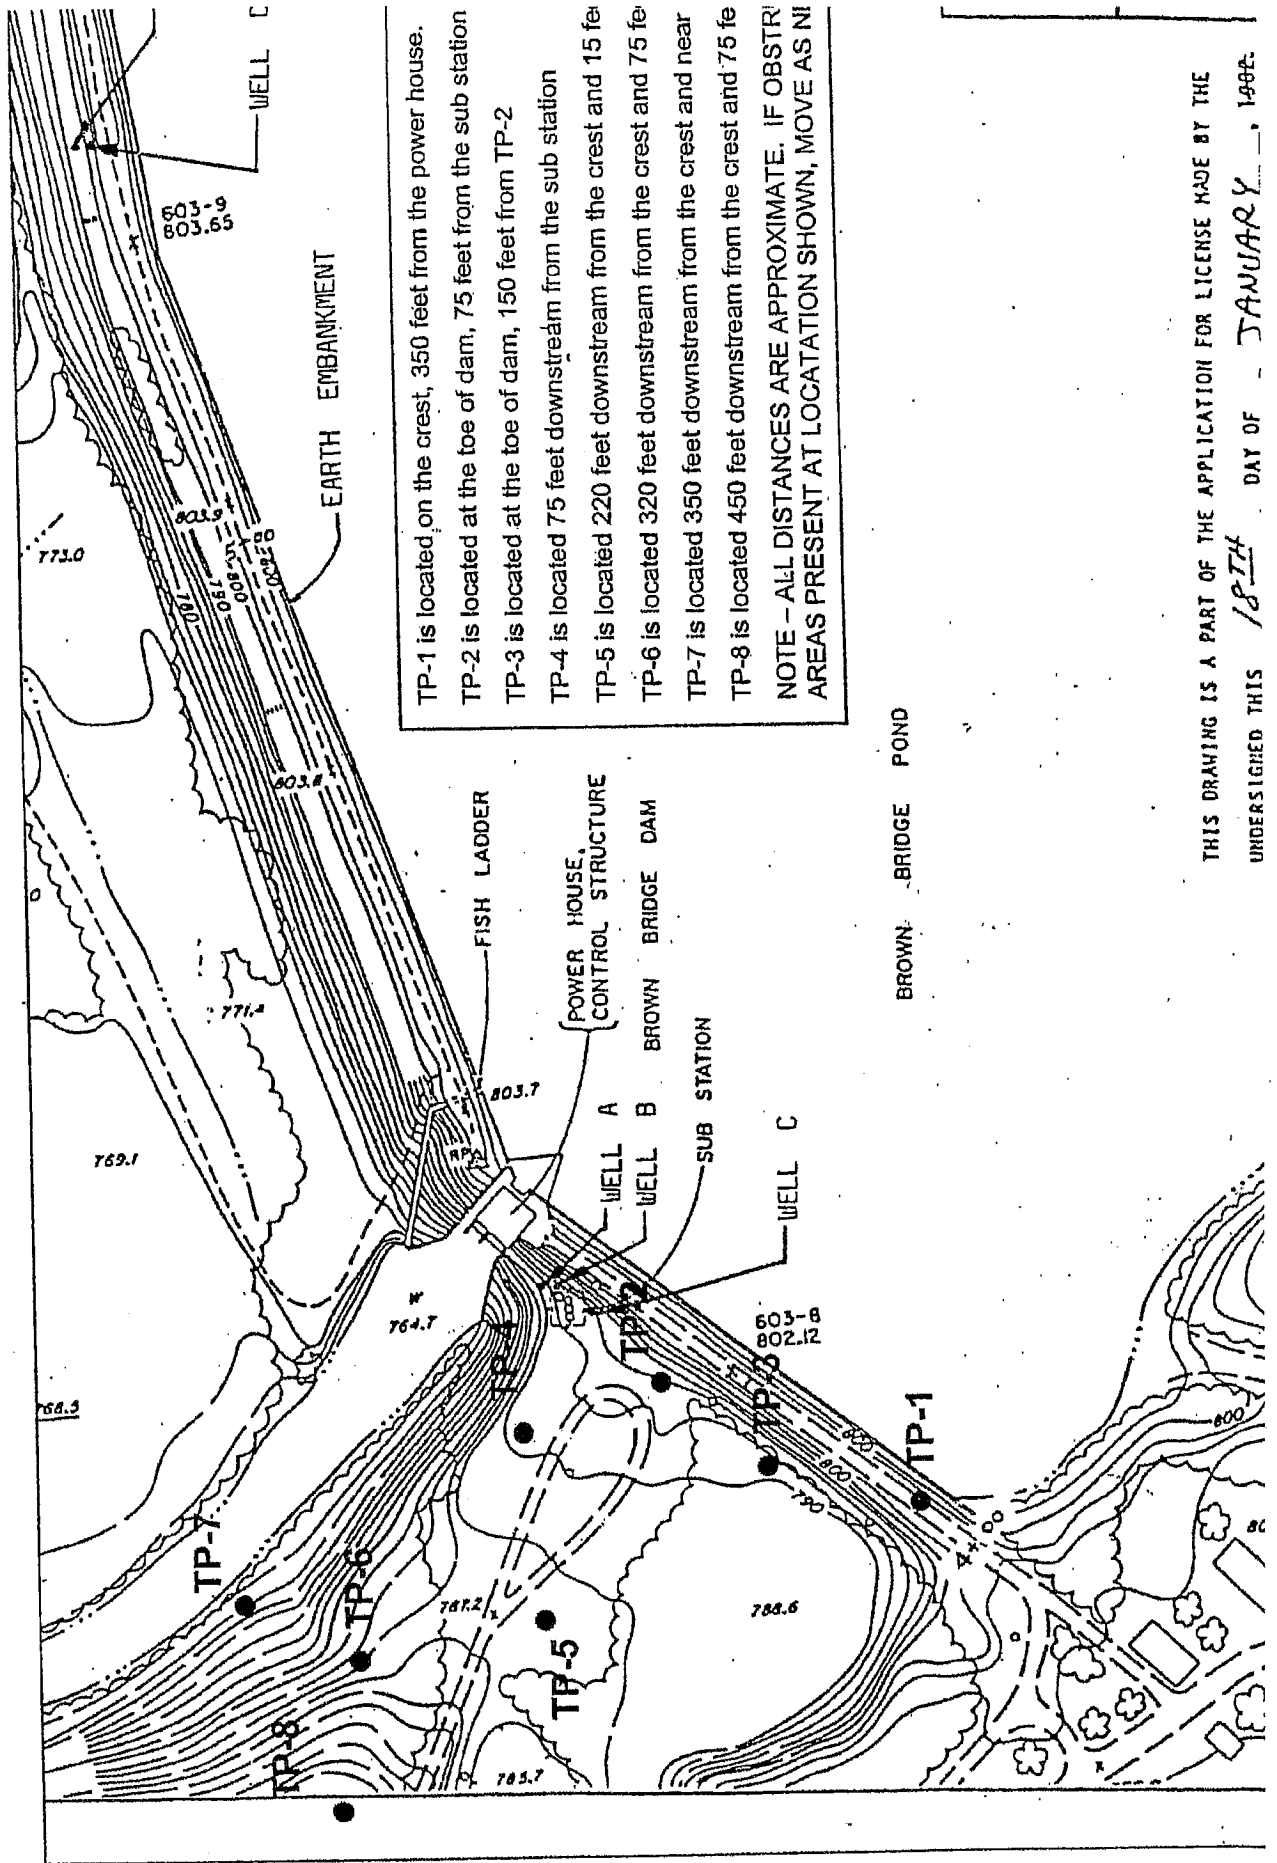 TP-1 is located on the crest, 350 feet from the power house.
TP-2 is located at the toe of dam, 75 feet from the sub station
TP-3 is located at the toe of dam, 150 feet from TP-2
TP-4 is located 75 feet downstream from the sub station
TP-5 is located 220 feet downstream from the crest and 15 fe
TP-6 is located 320 feet downstream from the crest and 75 fe
TP-7 is located 350 feet downstream from the crest and near
TP-8 is located 450 feet downstream from the crest and 75 fe
NOTE – ALL DISTANCES ARE APPROXIMATE. IF OBSTR
AREAS PRESENT AT LOCATATION SHOWN, MOVE AS
WELL
603-9
803.65
EARTH EMBANKMENT
773.0
803.9
780
790
800
803.8
771.2
769.1
FISH LADDER
803.7
RP
POWER HOUSE,
CONTROL STRUCTURE
WELL A
WELL B
BROWN BRIDGE DAM
SUB STATION
WELL C
BROWN BRIDGE POND
W
764.7
768.3
603-8
802.12
TP-1
TP-2
TP-3
TP-4
TP-5
TP-6
TP-7
TP-8
800
800
790
787.2
788.6
785.7
800
THIS DRAWING IS A PART OF THE APPLICATION FOR LICENSE MADE BY THE
UNDERSIGNED THIS 18TH DAY OF - JANUARY